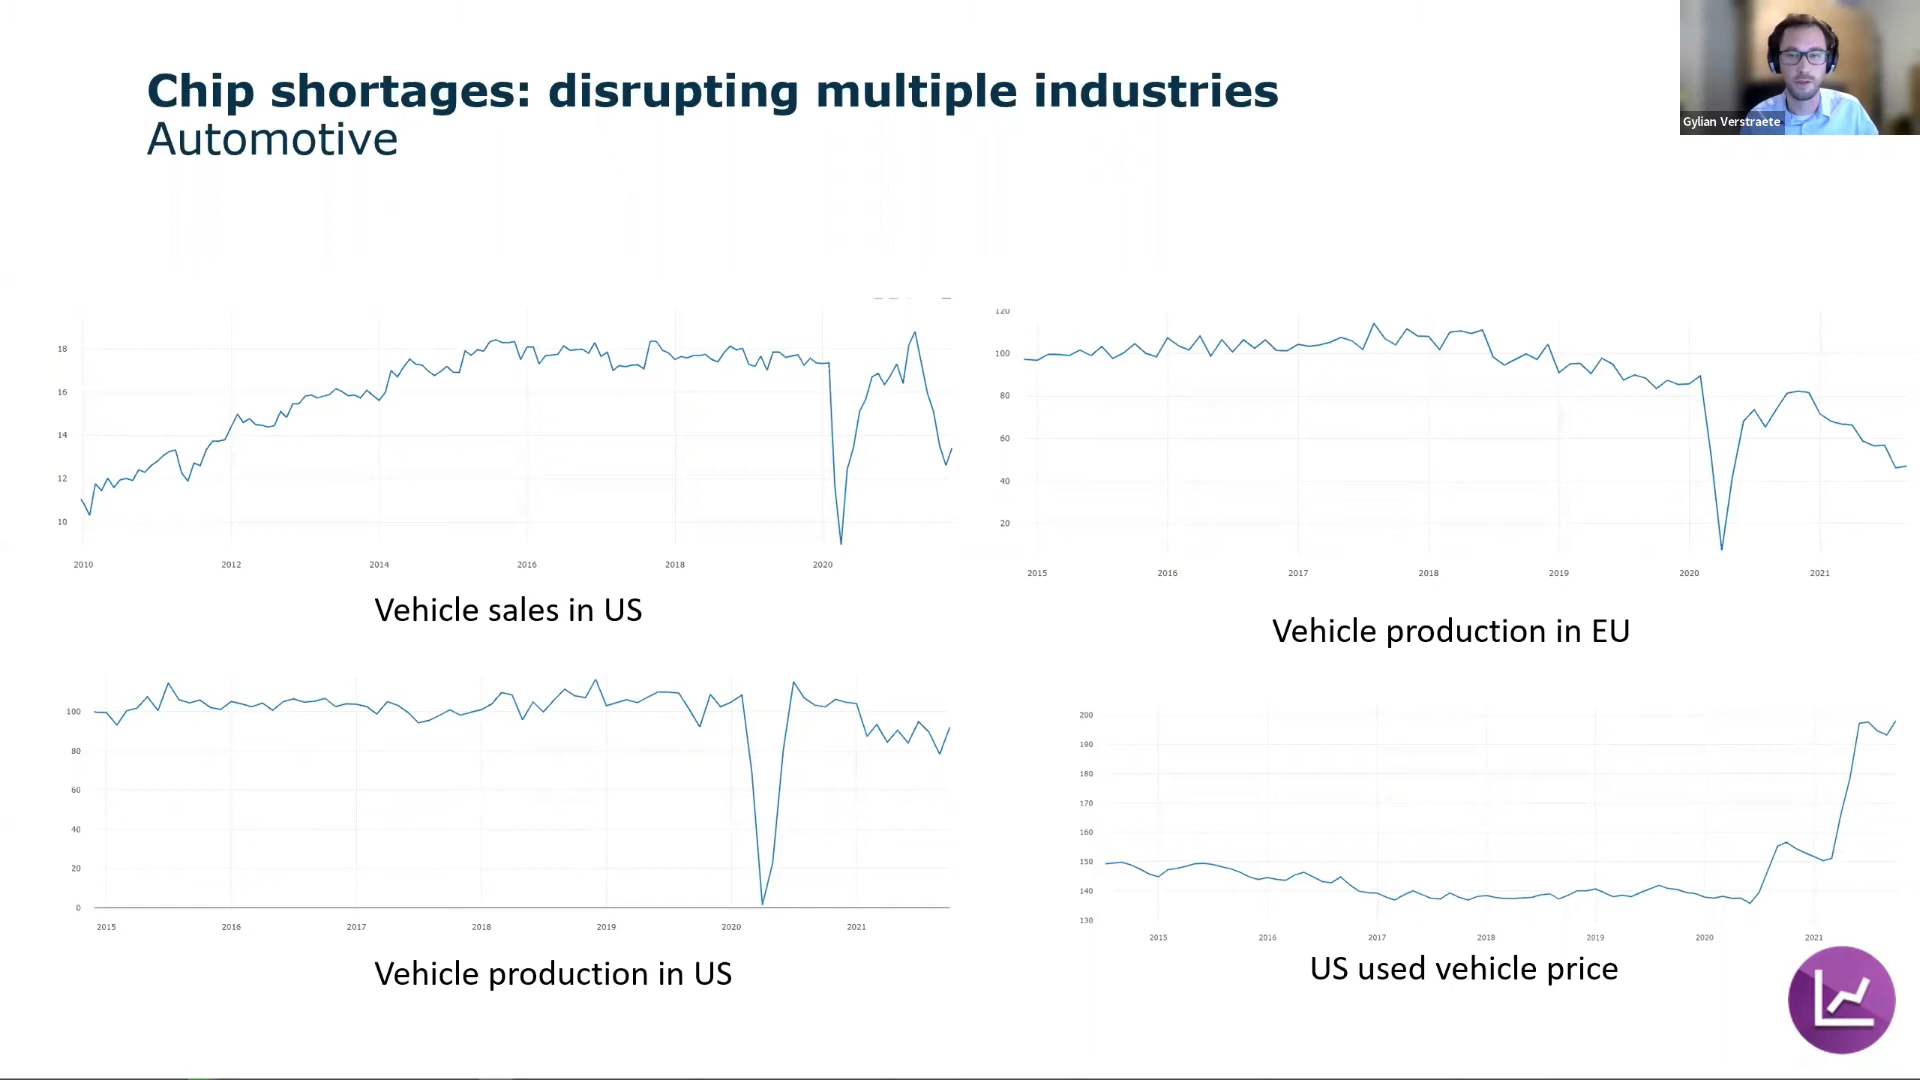 Chip shortages: disrupting multiple industries
Automotive
Gylian Verstraete
18
16
14
12
10
2010 2012 2014 2016 2018 2020
Vehicle sales in US
120
100
80
60
40
20
2015 2016 2017 2018 2019 2020 2021
Vehicle production in EU
100
80
60
40
20
0
2015 2016 2017 2018 2019 2020 2021
Vehicle production in US
200
190
180
170
160
150
140
130
2015 2016 2017 2018 2019 2020 2021
US used vehicle price